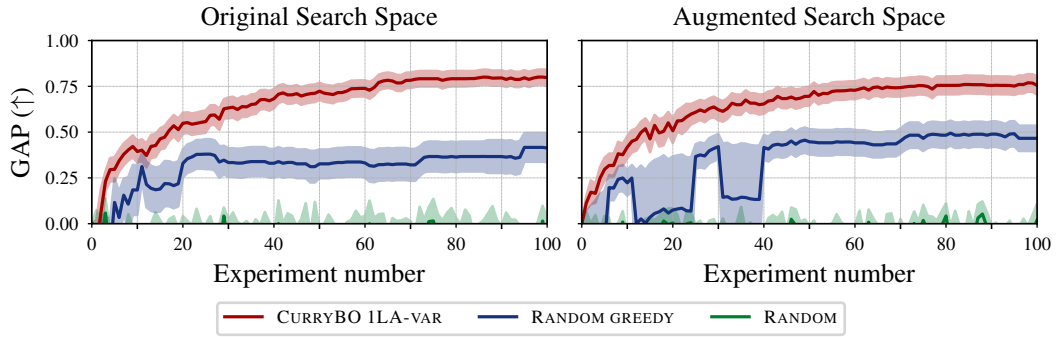 Original Search Space
Augmented Search Space
GAP (↑)
1.00
0.75
0.50
0.25
0.00
0 20 40 60 80 100
0 20 40 60 80 100
Experiment number
Experiment number
CURRYBO 1LA-VAR RANDOM GREEDY RANDOM